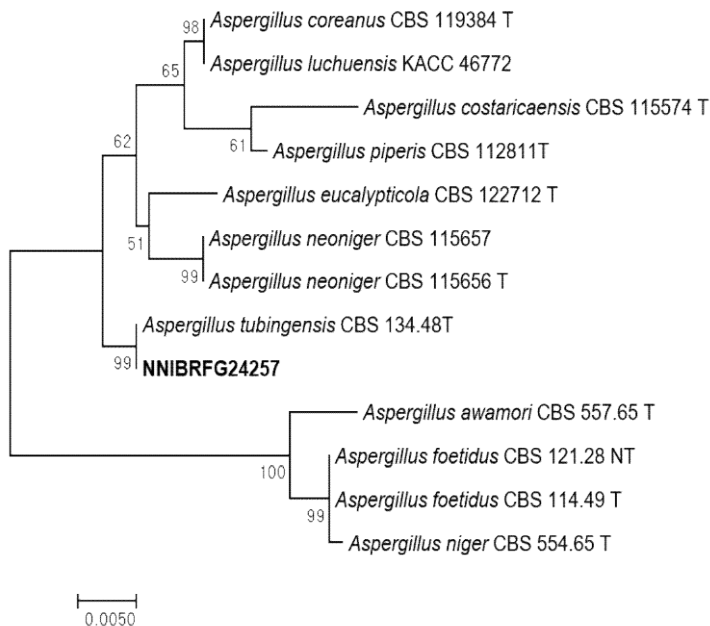 98
Aspergillus coreanus CBS 119384 T
Aspergillus luchuensis KACC 46772
65
Aspergillus costaricaensis CBS 115574 T
61
Aspergillus piperis CBS 112811T
62
Aspergillus eucalypticola CBS 122712 T
51
Aspergillus neoniger CBS 115657
99
Aspergillus neoniger CBS 115656 T
Aspergillus tubingensis CBS 134.48T
99
NNIBRFG24257
Aspergillus awamori CBS 557.65 T
100
Aspergillus foetidus CBS 121.28 NT
Aspergillus foetidus CBS 114.49 T
99
Aspergillus niger CBS 554.65 T
0.0050